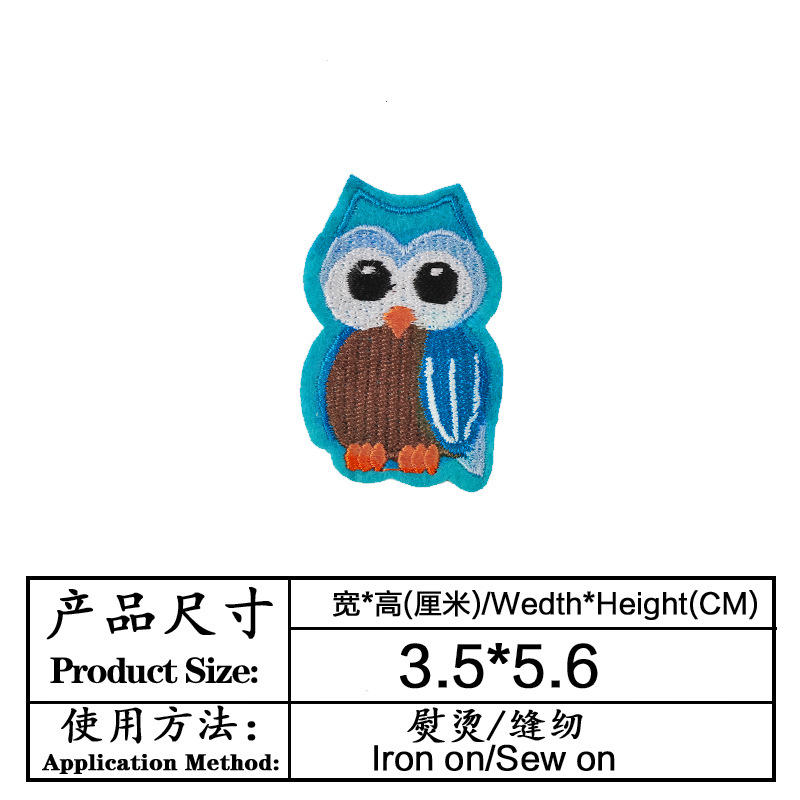 产品尺寸
Product Size:
宽*高(厘米)/Wedth*Height(CM)
3.5*5.6
使用方法:
Application Method:
熨烫/缝纫
Iron on/Sew on